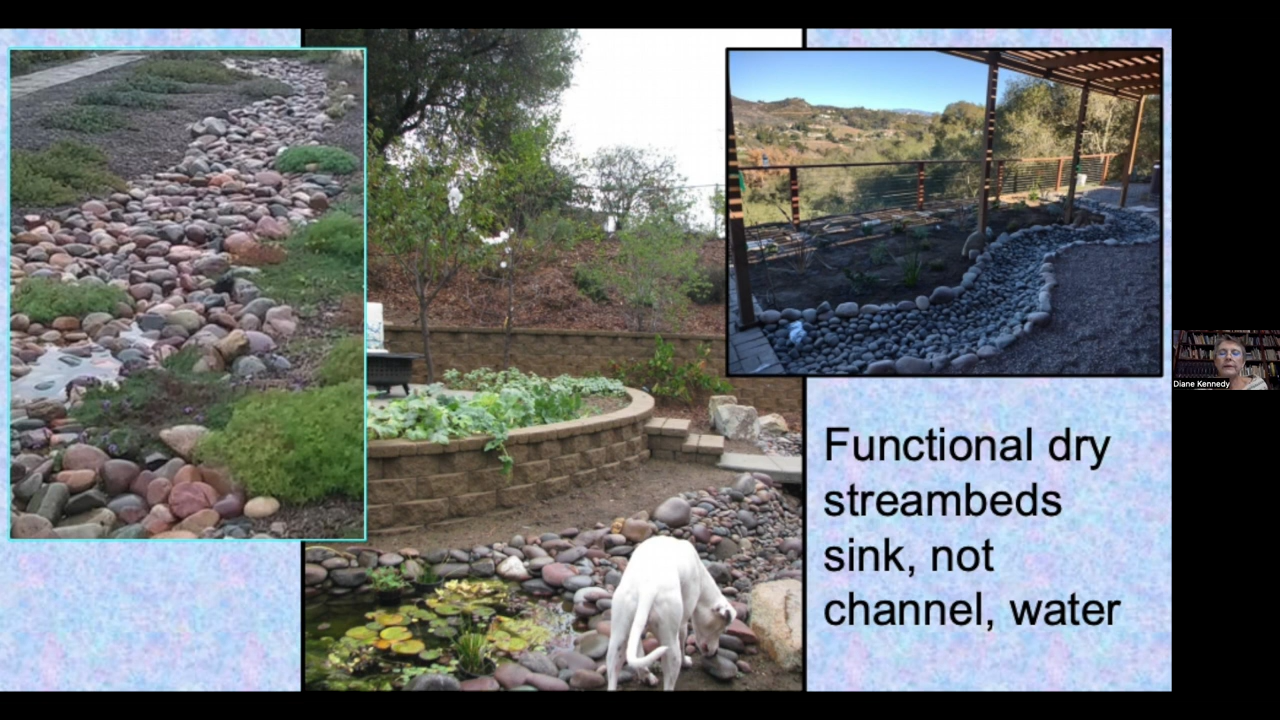 Functional dry
streambeds
sink, not
channel, water
Diane Kennedy